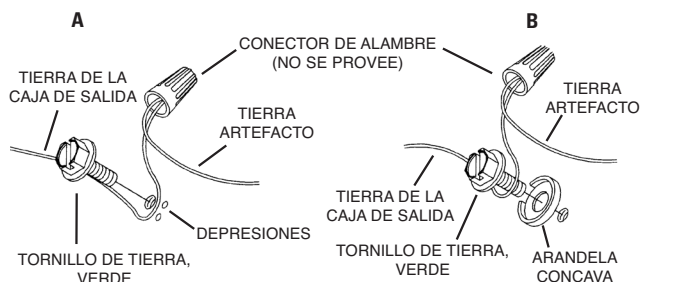 A
B
CONECTOR DE ALAMBRE
(NO SE PROVEE)
TIERRA DE LA
CAJA DE SALIDA
TIERRA
ARTEFACTO
DEPRESIONES
TORNILLO DE TIERRA,
VERDE
TIERRA
ARTEFACTO
TIERRA DE LA
CAJA DE SALIDA
TORNILLO DE TIERRA,
VERDE
ARANDELA
CONCAVA